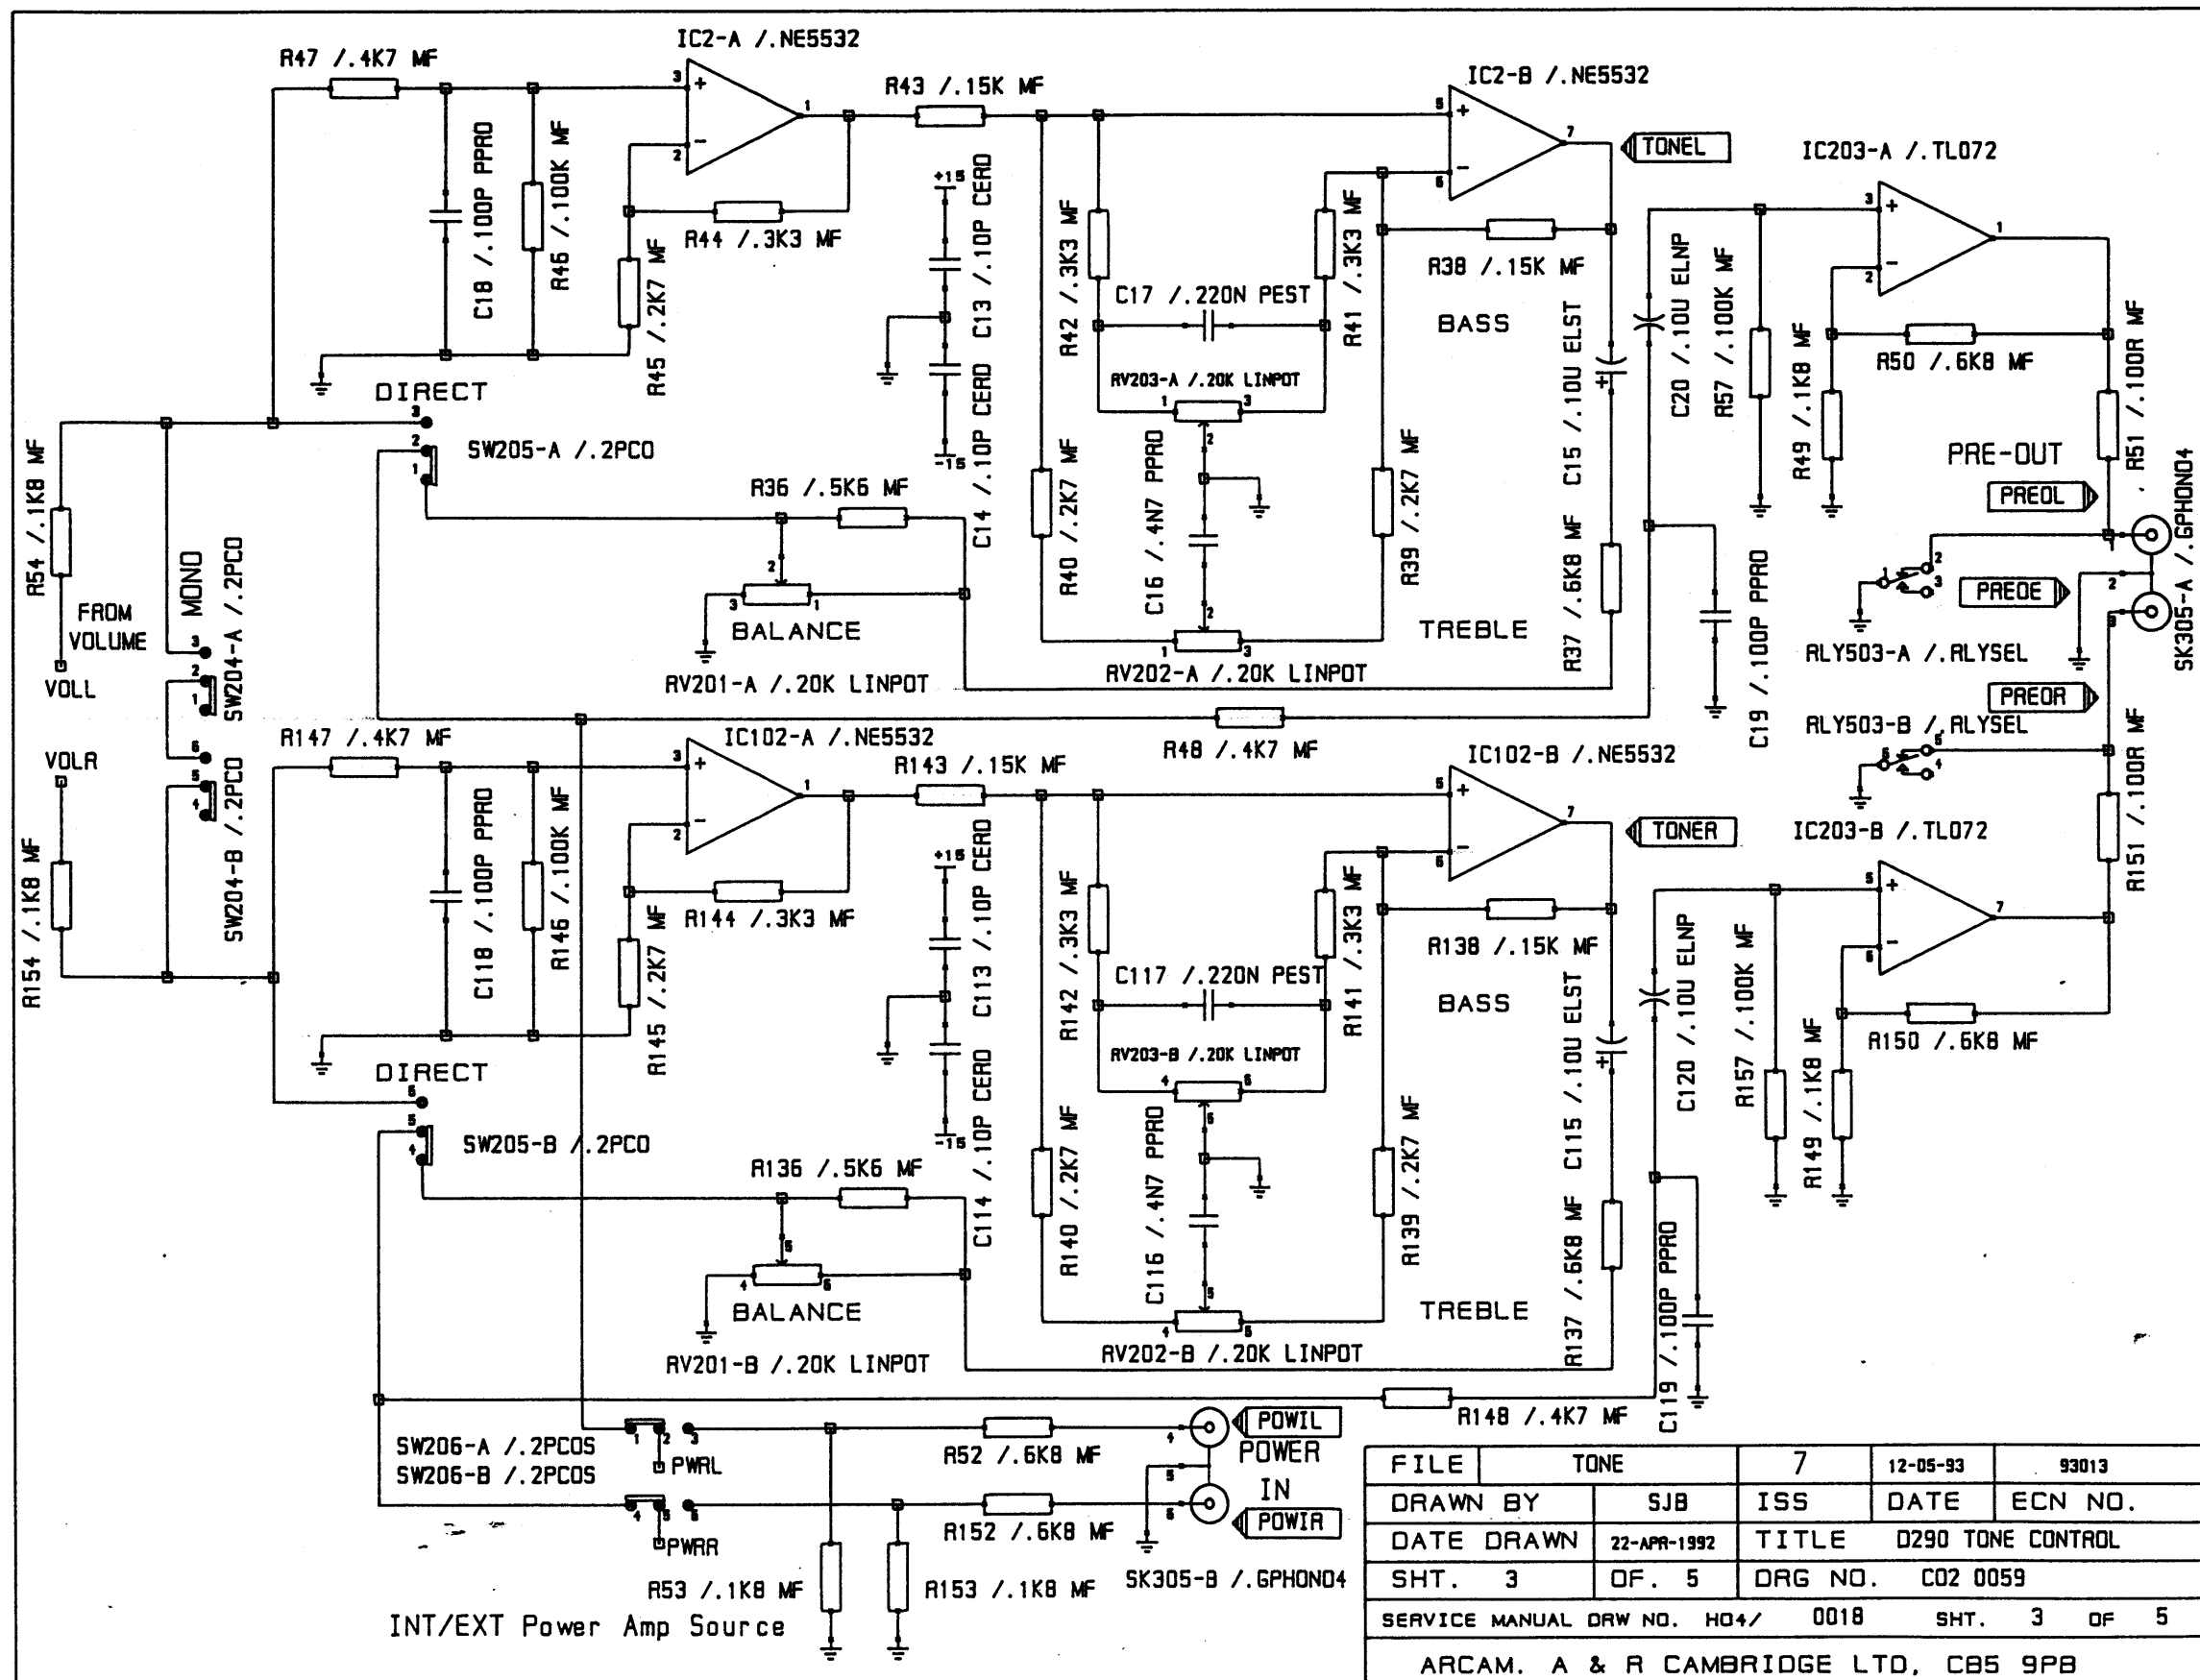 IC2-A /.NE5532
R47 /.4K7 MF
C18 /.100P PPRO
R46 /.100K MF
R44 /.3K3 MF
R45 /.2K7 MF
R43 /.15K MF
+15
C13 /.10P CERD
C14 /.10P CERD
-15
IC2-B /.NE5532
TONEL
R42 /.3K3 MF
R41 /.3K3 MF
C17 /.220N PEST
RV203-A /.20K LINPOT
R38 /.15K MF
BASS
R40 /.2K7 MF
C16 /.4N7 PPRO
R39 /.2K7 MF
TREBLE
RV202-A /.20K LINPOT
C15 /.10U ELST
R37 /.6K8 MF
IC203-A /.TL072
C20 /.10U ELNP
R57 /.100K MF
R49 /.1K8 MF
R50 /.6K8 MF
R51 /.100R MF
PRE-OUT
PREOL
SK305-A /.GPHONO4
PREOE
RLY503-A /.RLYSEL
PREOR
RLY503-B /.RLYSEL
C19 /.100P PPRO
DIRECT
SW205-A /.2PCO
R36 /.5K6 MF
BALANCE
RV201-A /.20K LINPOT
R54 /.1K8 MF
FROM
VOLUME
VOLL
MONO
SW204-A /.2PCO
SW204-B /.2PCO
VOLR
R154 /.1K8 MF
R48 /.4K7 MF
R147 /.4K7 MF
IC102-A /.NE5532
C118 /.100P PPRO
R146 /.100K MF
R144 /.3K3 MF
R145 /.2K7 MF
R143 /.15K MF
+15
C113 /.10P CERD
C114 /.10P CERD
-15
IC102-B /.NE5532
TONER
R142 /.3K3 MF
R141 /.3K3 MF
C117 /.220N PEST
RV203-B /.20K LINPOT
R138 /.15K MF
BASS
R140 /.2K7 MF
C116 /.4N7 PPRO
R139 /.2K7 MF
TREBLE
RV202-B /.20K LINPOT
C115 /.10U ELST
R137 /.6K8 MF
IC203-B /.TL072
C120 /.10U ELNP
R157 /.100K MF
R149 /.1K8 MF
R150 /.6K8 MF
R151 /.100R MF
C119 /.100P PPRO
DIRECT
SW205-B /.2PCO
R136 /.5K6 MF
BALANCE
RV201-B /.20K LINPOT
R148 /.4K7 MF
SW206-A /.2PCOS
SW206-B /.2PCOS
PWRL
PWRR
R52 /.6K8 MF
R152 /.6K8 MF
POWIL
POWER
IN
POWIR
R53 /.1K8 MF
R153 /.1K8 MF
SK305-B /.GPHONO4
INT/EXT Power Amp Source
FILE TONE 7 12-05-93 93013
DRAWN BY SJB ISS DATE ECN NO.
DATE DRAWN 22-APR-1992 TITLE D290 TONE CONTROL
SHT. 3 OF. 5 DRG NO. C02 0059
SERVICE MANUAL DRW NO. H04/ 0018 SHT. 3 OF 5
ARCAM. A & R CAMBRIDGE LTD, CB5 9PB